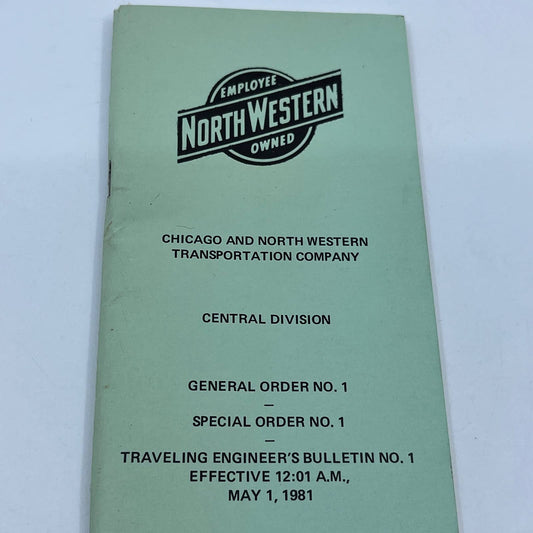 EMPLOYEE
NORTH WESTERN
OWNED
CHICAGO AND NORTH WESTERN
TRANSPORTATION COMPANY
CENTRAL DIVISION
GENERAL ORDER NO. 1
—
SPECIAL ORDER NO. 1
—
TRAVELING ENGINEER'S BULLETIN NO. 1
EFFECTIVE 12:01 A.M.,
MAY 1, 1981